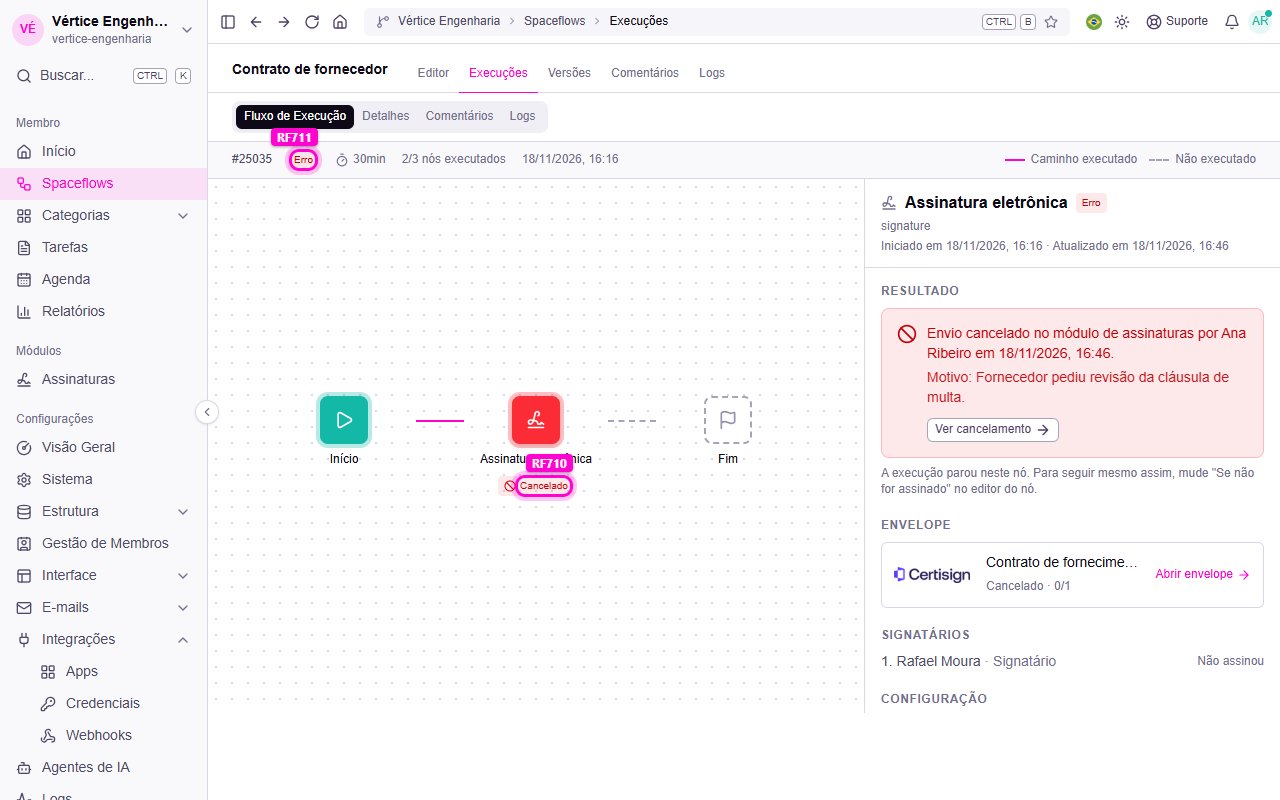 VÉ
Vértice Engenh...
vertice-engenharia
Vértice Engenharia
Spaceflows
Execuções
CTRL B
Suporte
AR
Buscar...
CTRL K
Membro
Início
Spaceflows
Categorias
Tarefas
Agenda
Relatórios
Módulos
Assinaturas
Configurações
Visão Geral
Sistema
Estrutura
Gestão de Membros
Interface
E-mails
Integrações
Apps
Credenciais
Webhooks
Agentes de IA
Logs
Contrato de fornecedor
Editor
Execuções
Versões
Comentários
Logs
Fluxo de Execução
Detalhes
Comentários
Logs
RF711
#25035
Erro
30min
2/3 nós executados
18/11/2026, 16:16
Caminho executado
Não executado
Início
Assinatu
nica
RF710
Cancelado
Fim
Assinatura eletrônica
Erro
signature
Iniciado em 18/11/2026, 16:16 · Atualizado em 18/11/2026, 16:46
RESULTADO
Envio cancelado no módulo de assinaturas por Ana
Ribeiro em 18/11/2026, 16:46.
Motivo: Fornecedor pediu revisão da cláusula de
multa.
Ver cancelamento
A execução parou neste nó. Para seguir mesmo assim, mude "Se não
for assinado" no editor do nó.
ENVELOPE
Certisign
Contrato de fornecime...
Cancelado · 0/1
Abrir envelope
SIGNATÁRIOS
1. Rafael Moura · Signatário
Não assinou
CONFIGURAÇÃO